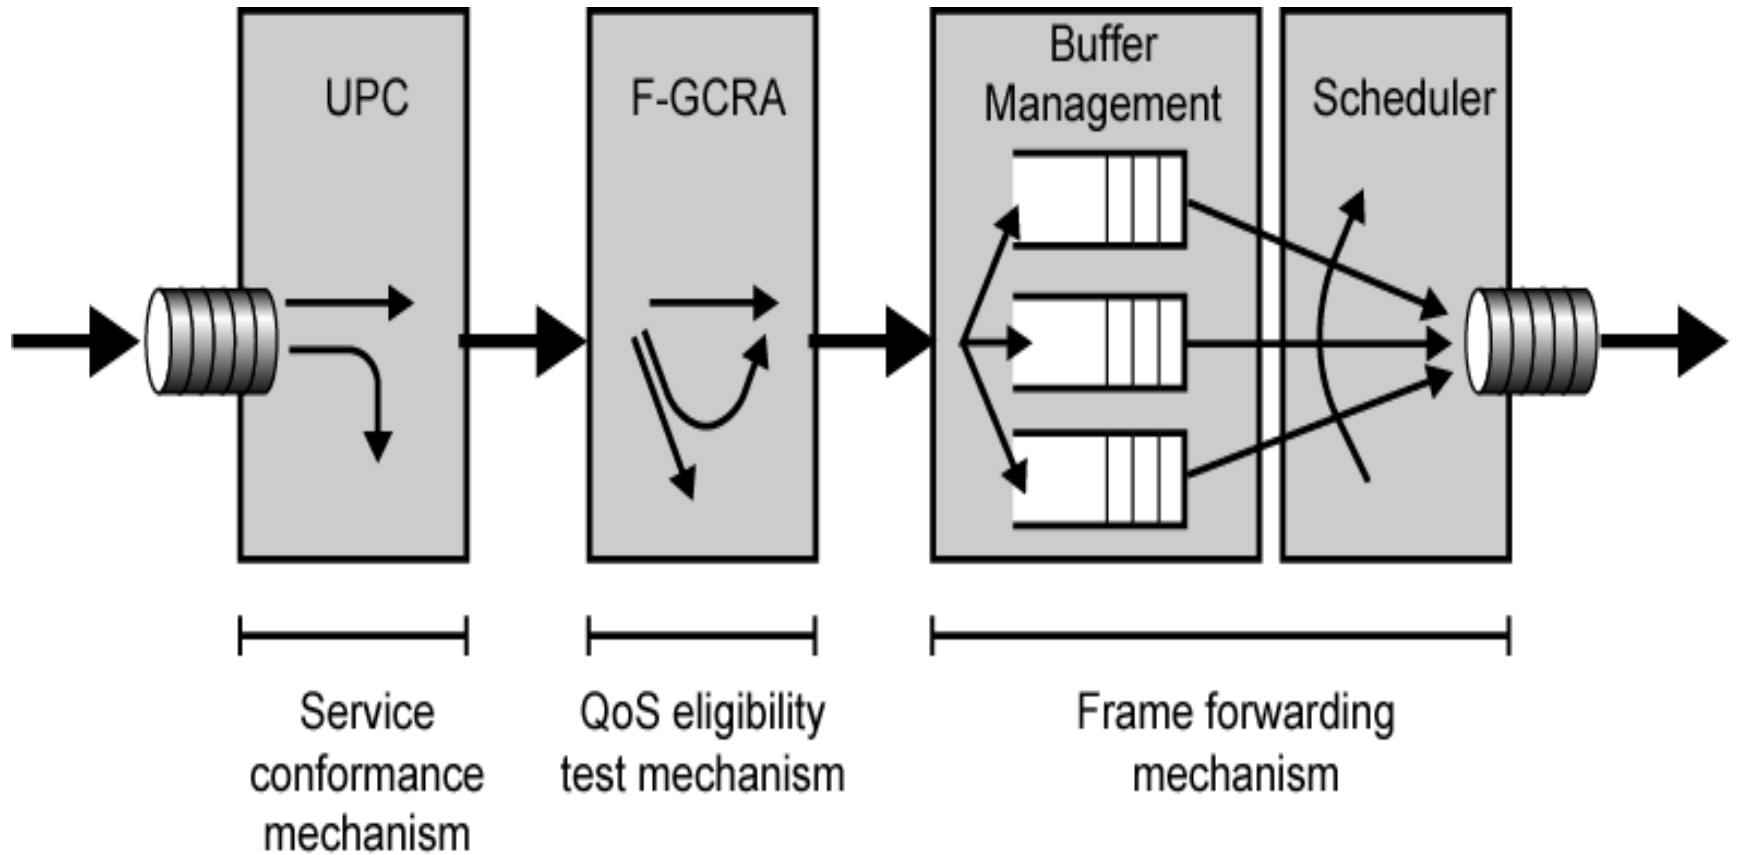 UPC
F-GCRA
Buffer
Management
Scheduler
Service
conformance
mechanism
QoS eligibility
test mechanism
Frame forwarding
mechanism